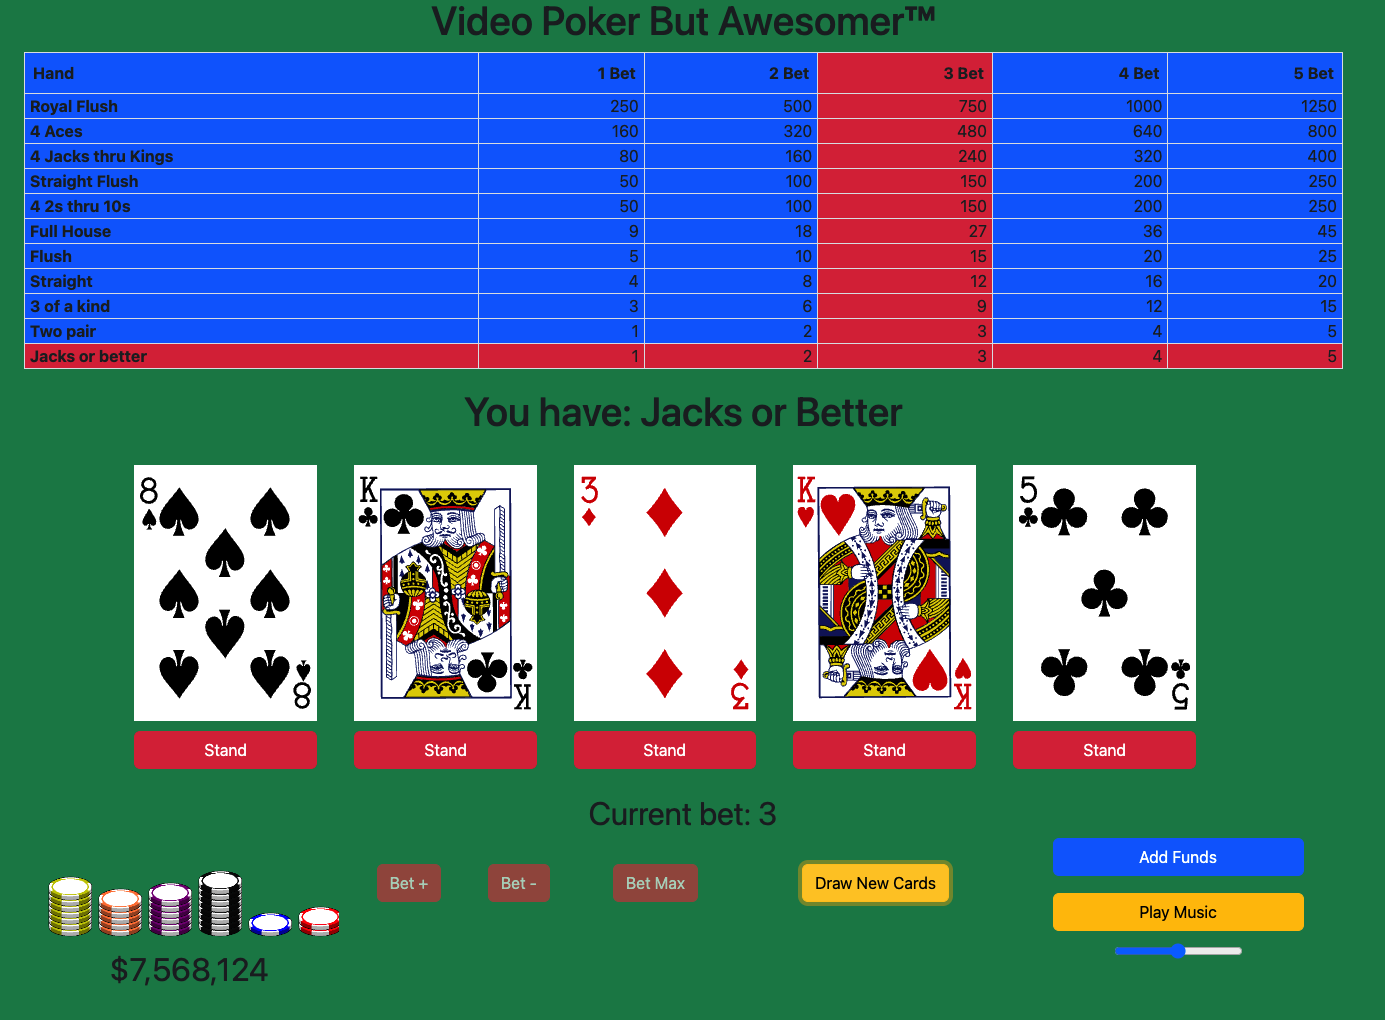 Video Poker But Awesomer™
Hand 1 Bet 2 Bet 3 Bet 4 Bet 5 Bet
Royal Flush 250 500 750 1000 1250
4 Aces 160 320 480 640 800
4 Jacks thru Kings 80 160 240 320 400
Straight Flush 50 100 150 200 250
4 2s thru 10s 50 100 150 200 250
Full House 9 18 27 36 45
Flush 5 10 15 20 25
Straight 4 8 12 16 20
3 of a kind 3 6 9 12 15
Two pair 1 2 3 4 5
Jacks or better 1 2 3 4 5
You have: Jacks or Better
8 K 3 K 5
8 K 3 K 5
Stand Stand Stand Stand Stand
Current bet: 3
Bet + Bet - Bet Max Draw New Cards
Add Funds
Play Music
$7,568,124